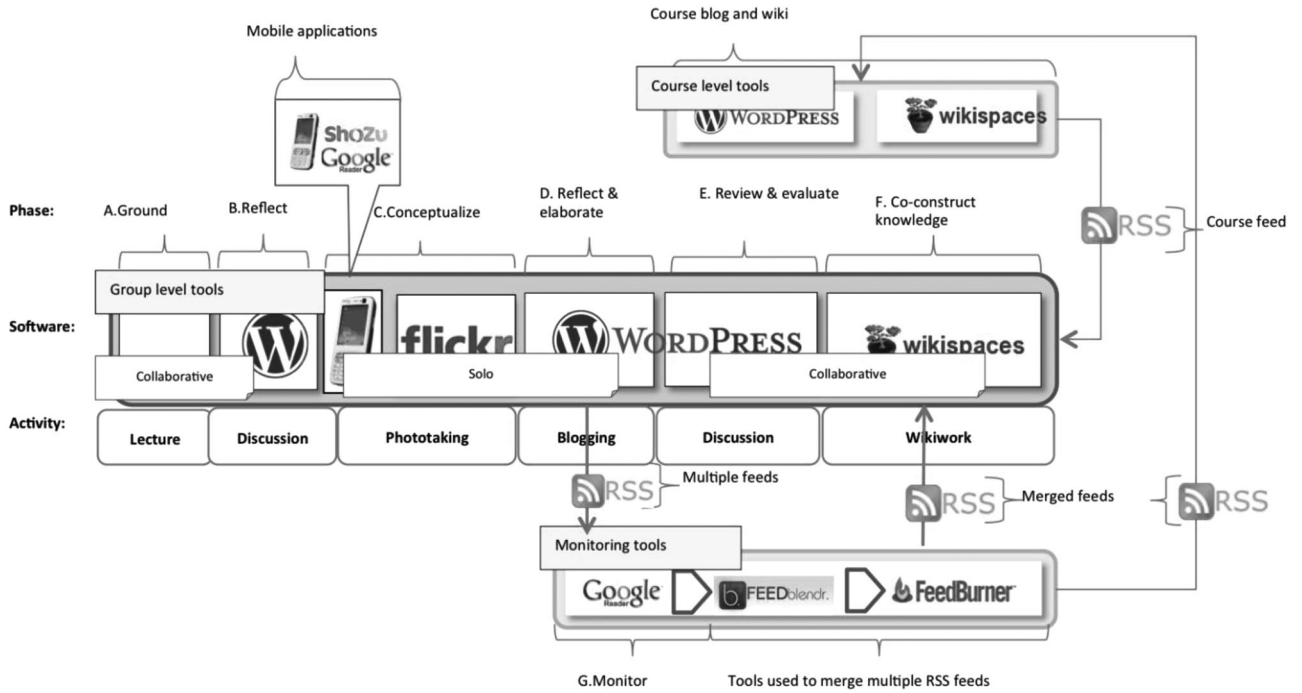 Course blog and wiki
Mobile applications
Course level tools
WORDPRESS
wikispaces
ShoZu
Google
Reader
Phase:
A.Ground
B.Reflect
C.Conceptualize
D. Reflect &
elaborate
E. Review & evaluate
F. Co-construct
knowledge
RSS
Course feed
Group level tools
Software:
flickr
WORDPRESS
wikispaces
Collaborative
Solo
Collaborative
Activity:
Lecture
Discussion
Phototaking
Blogging
Discussion
Wikiwork
RSS
Multiple feeds
RSS
Merged feeds
RSS
Monitoring tools
Google
Reader
b.
FEEDblendr.
FeedBurner™
G.Monitor
Tools used to merge multiple RSS feeds